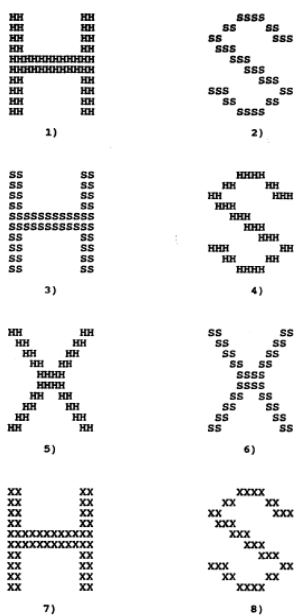 HH        HH        SSSS
HH        HH      SS    SS
HH        HH    SS      SSS
HH        HH     SSS
HHHHHHHHHHHH       SSS
HHHHHHHHHHHH         SSS
HH        HH           SSS
HH        HH    SSS      SS
HH        HH      SS    SS
HH        HH        SSSS
1)        2)
SS        SS        HHHH
SS        SS      HH    HH
SS        SS    HH      HHH
SS        SS     HHH
SSSSSSSSSSSS       HHH
SSSSSSSSSSSS         HHH
SS        SS           HHH
SS        SS    HHH      HH
SS        SS      HH    HH
SS        SS        HHHH
3)        4)
HH        HH    SS        SS
HH      HH        SS      SS
HH    HH            SS    SS
HH  HH                SS  SS
HHHH        SSSS
HHHH        SSSS
HH  HH                SS  SS
HH    HH            SS    SS
HH      HH        SS      SS
HH        HH    SS        SS
5)        6)
XX        XX        XXXX
XX        XX      XX    XX
XX        XX    XX      XXX
XX        XX     XXX
XXXXXXXXXXXX       XXX
XXXXXXXXXXXX         XXX
XX        XX           XXX
XX        XX    XXX      XX
XX        XX      XX    XX
XX        XX        XXXX
7)        8)